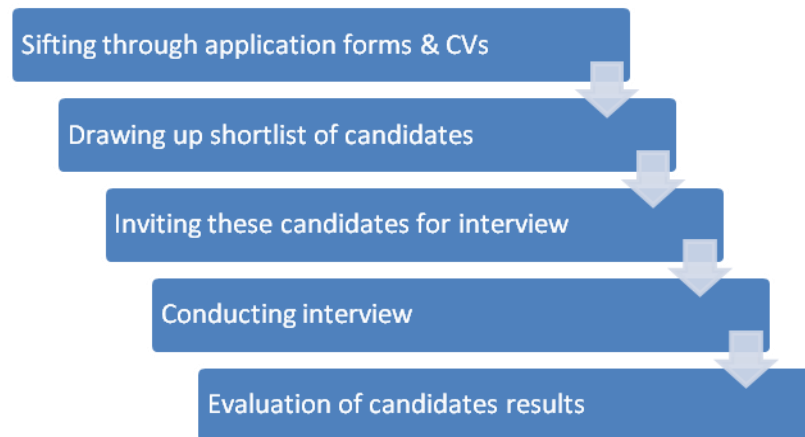 Sifting through application forms & CVs
Drawing up shortlist of candidates
Inviting these candidates for interview
Conducting interview
Evaluation of candidates results